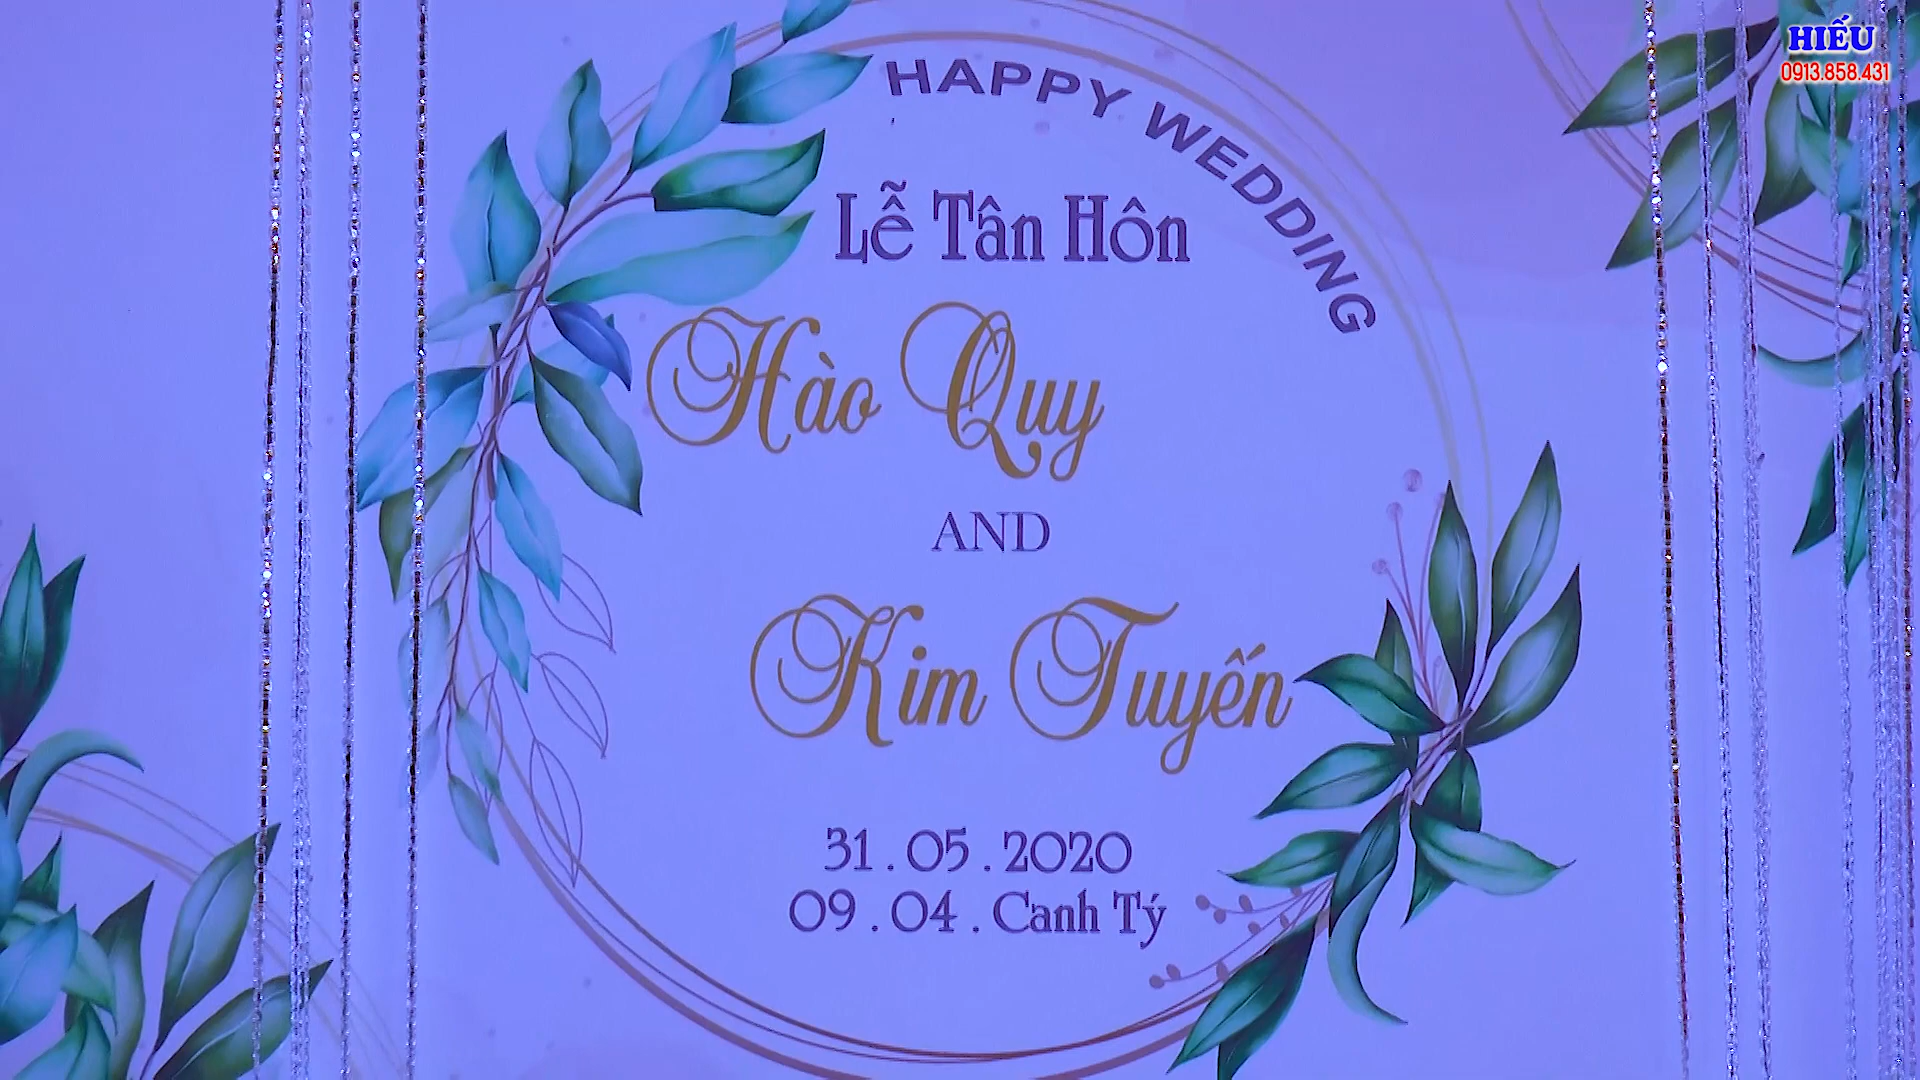 HIẾU
0913.858.431
HAPPY WEDDING
Lễ Tân Hôn
Hào Quy
AND
Kim Tuyến
31.05.2020
09.04.Canh Tý